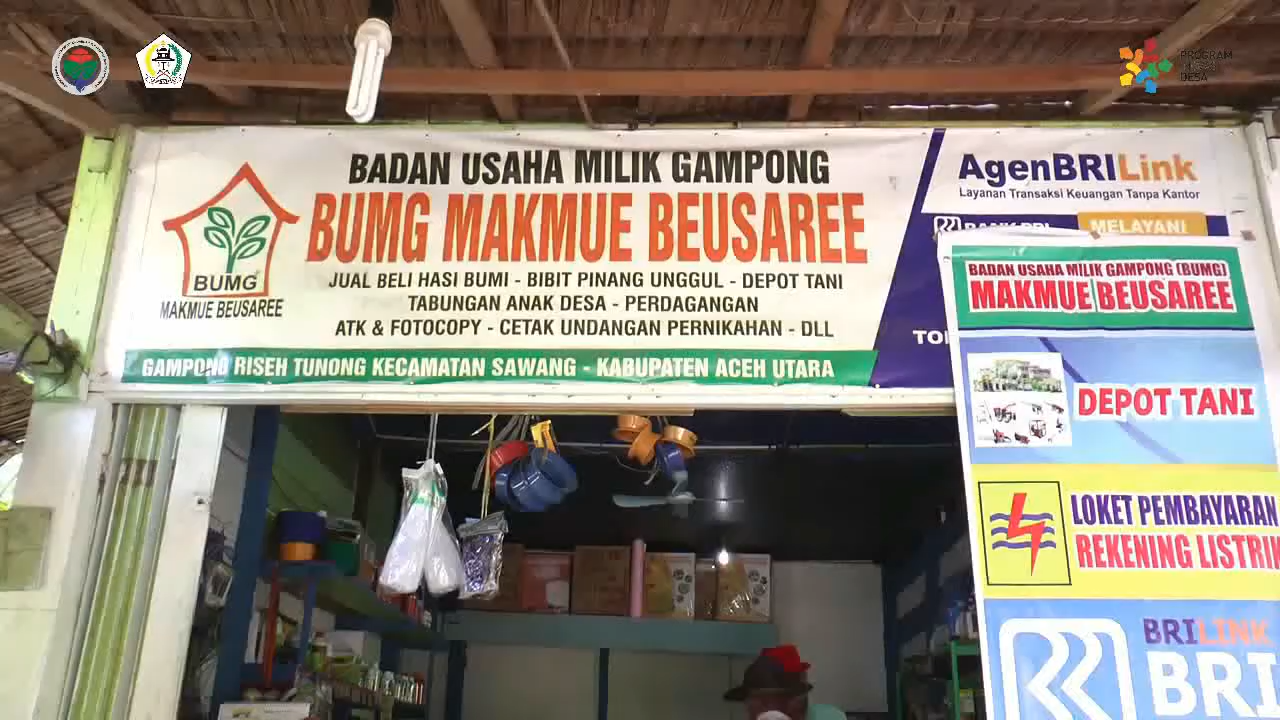 PROGRAM
DESA
BADAN USAHA MILIK GAMPONG
BUMG MAKMUE BEUSAREE
JUAL BELI HASI BUMI - BIBIT PINANG UNGGUL - DEPOT TANI
TABUNGAN ANAK DESA - PERDAGANGAN
ATK & FOTOCOPY - CETAK UNDANGAN PERNIKAHAN - DLL
GAMPONG RISEH TUNONG KECAMATAN SAWANG - KABUPATEN ACEH UTARA
BUMG
MAKMUE BEUSAREE
AgenBRILink
Layanan Transaksi Keuangan Tanpa Kantor
BANK BRI
MELAYANI
BADAN USAHA MILIK GAMPONG (BUMG)
MAKMUE BEUSAREE
DEPOT TANI
LOKET PEMBAYARAN
REKENING LISTRI
BRILINK
BRI